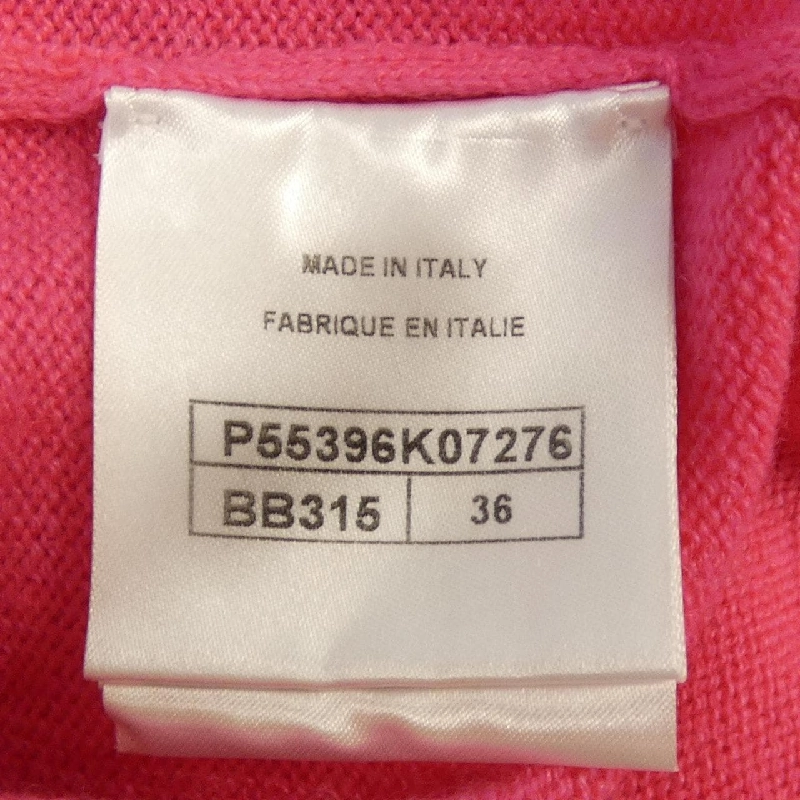 MADE IN ITALY
FABRIQUE EN ITALIE
P55396K07276
BB315 36